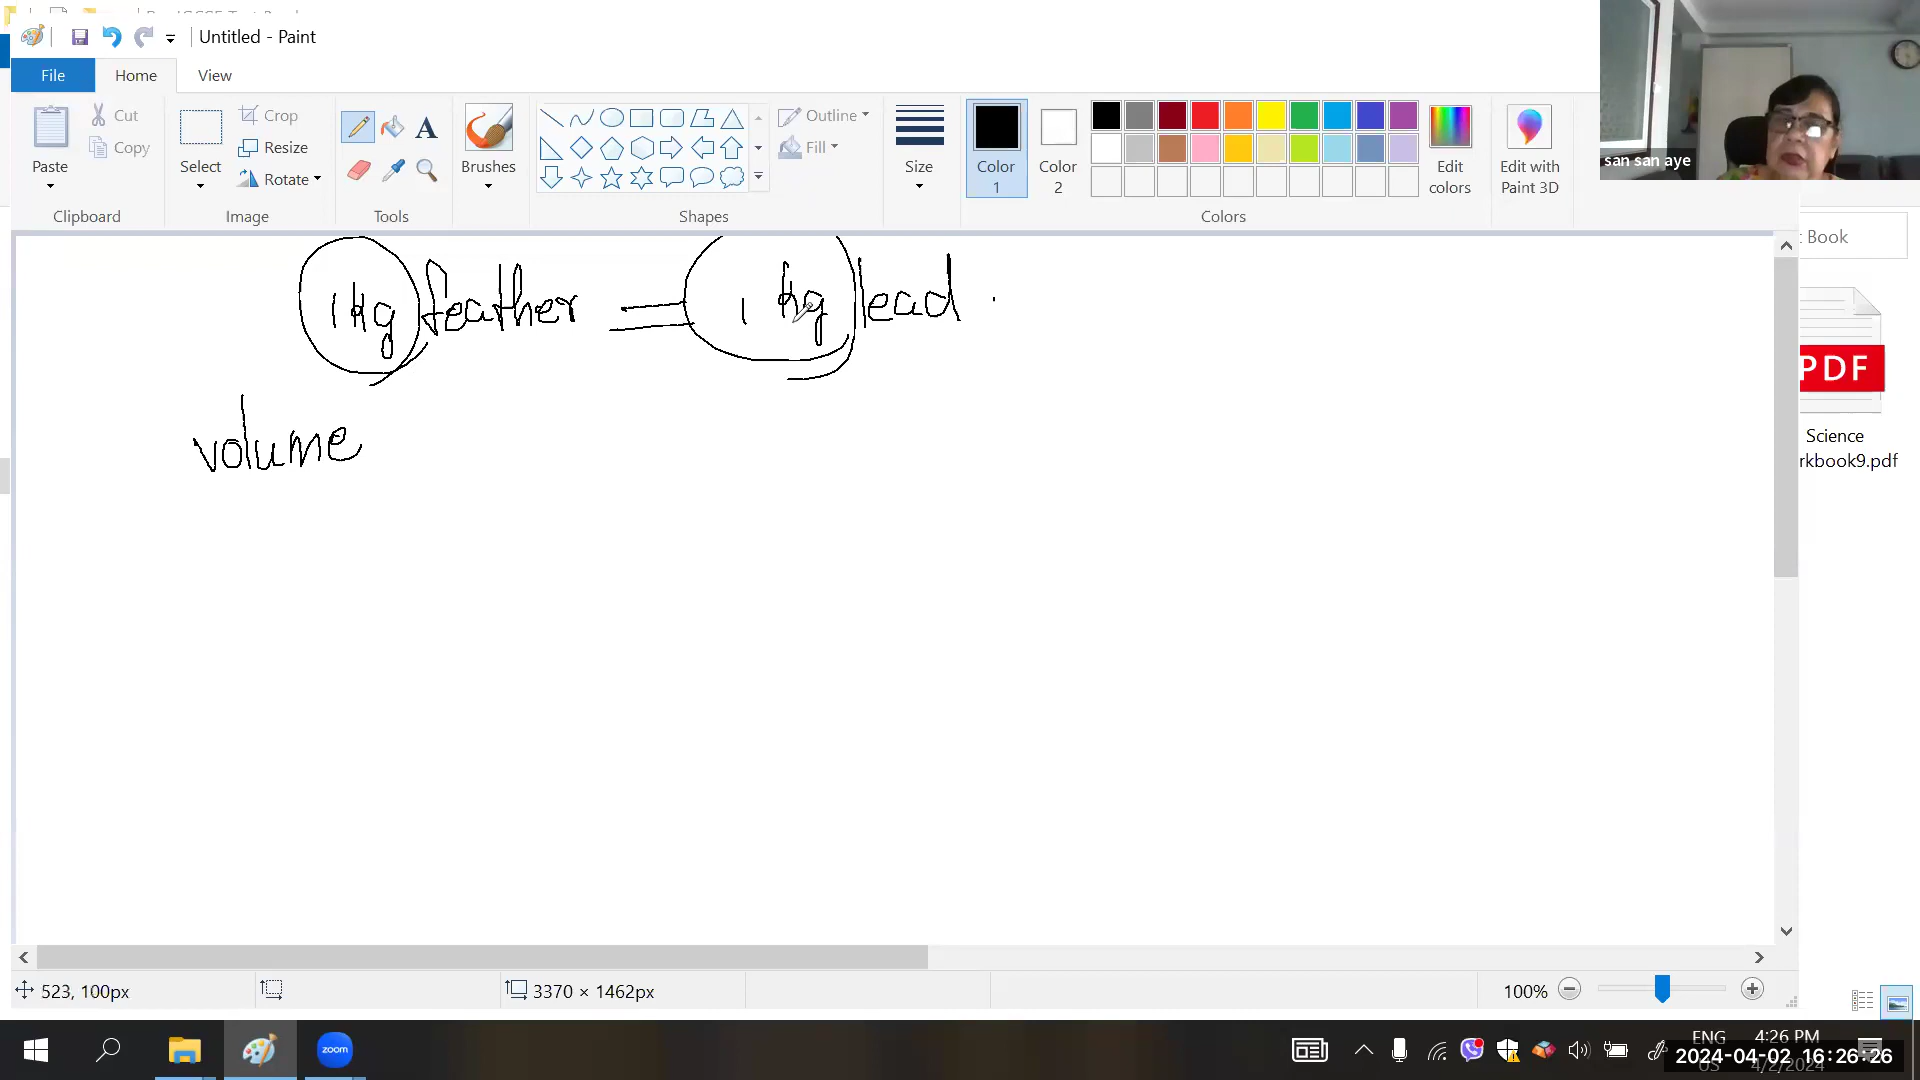 Untitled - Paint
File Home View
Cut
Copy
Paste
Clipboard
Crop
Resize
Rotate
Select
Image
Tools
Brushes
Shapes
Outline
Fill
Size
Color 1
Color 2
Edit colors
Colors
Edit with Paint 3D
san san aye
t Book
1 kg feather = 1 kg lead .
volume
PDF
Science
rkbook9.pdf
523, 100px
3370 × 1462px
100%
zoom
ENG
4:26 PM
2024-04-02 16:26:26